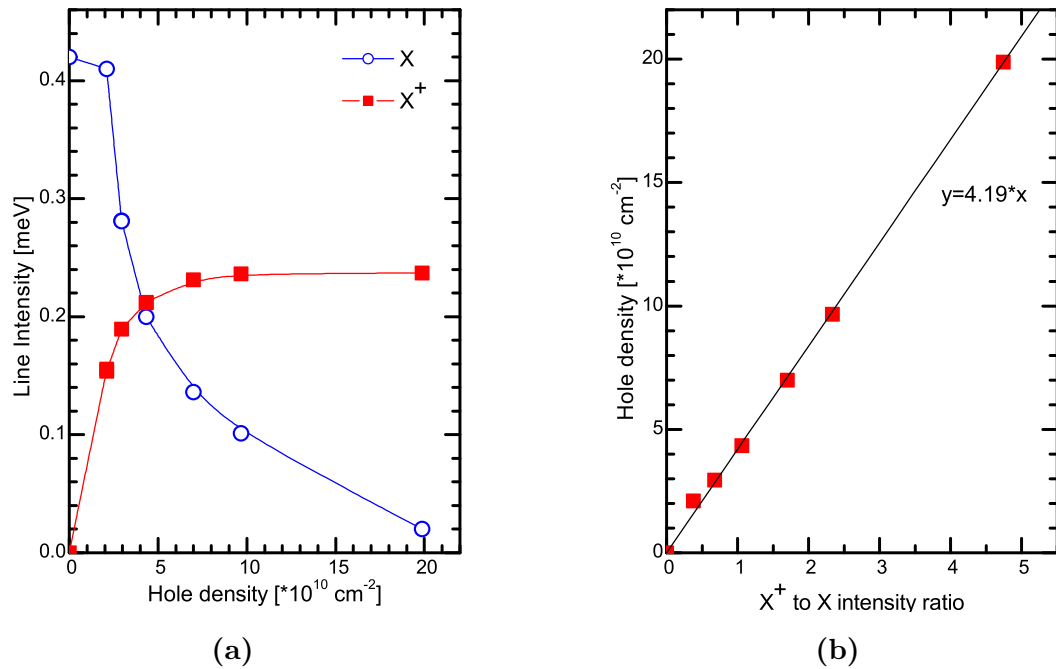 X
X+
0.4
0.3
0.2
0.1
0.0
0 5 10 15 20
Line Intensity [meV]
Hole density [*10^10 cm^-2]
(a)
20
15
10
5
0
0 1 2 3 4 5
y=4.19*x
Hole density [*10^10 cm^-2]
X^+ to X intensity ratio
(b)